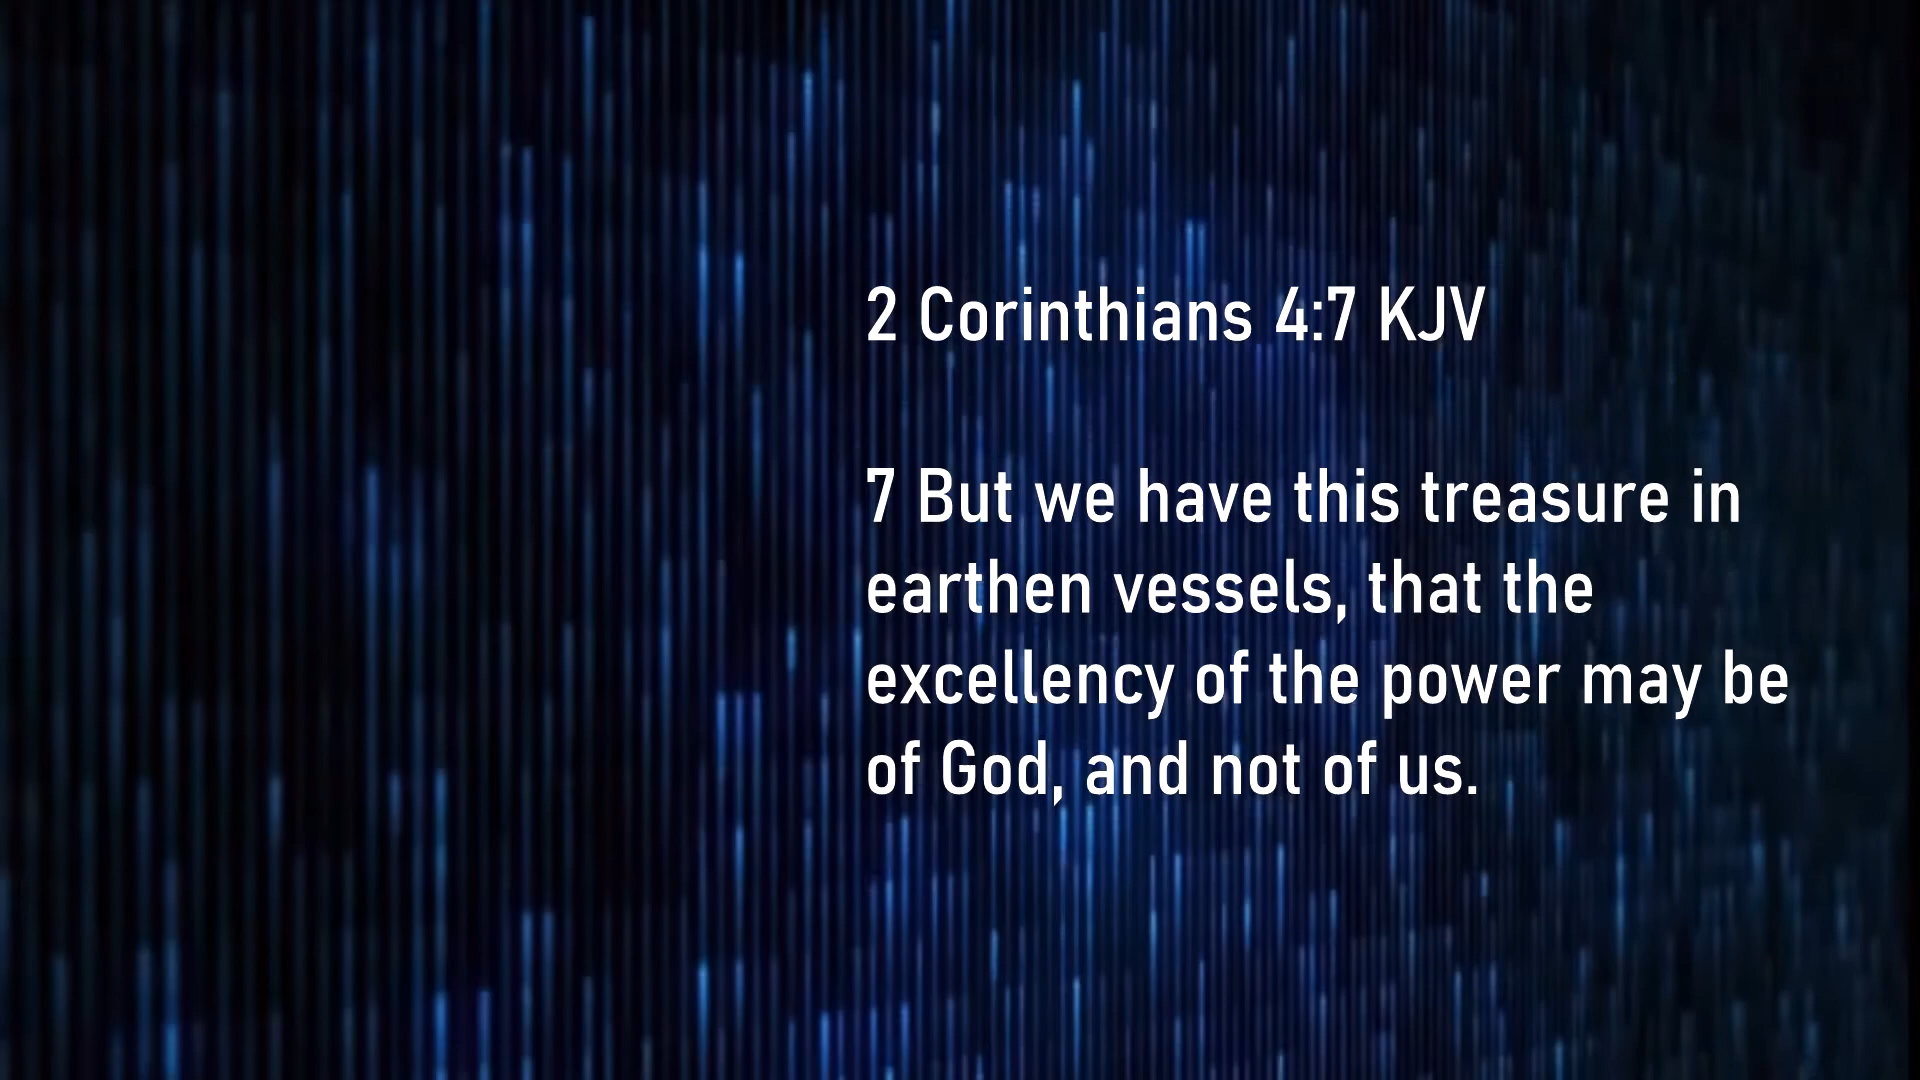 2 Corinthians 4:7 KJV
7 But we have this treasure in
earthen vessels, that the
excellency of the power may be
of God, and not of us.